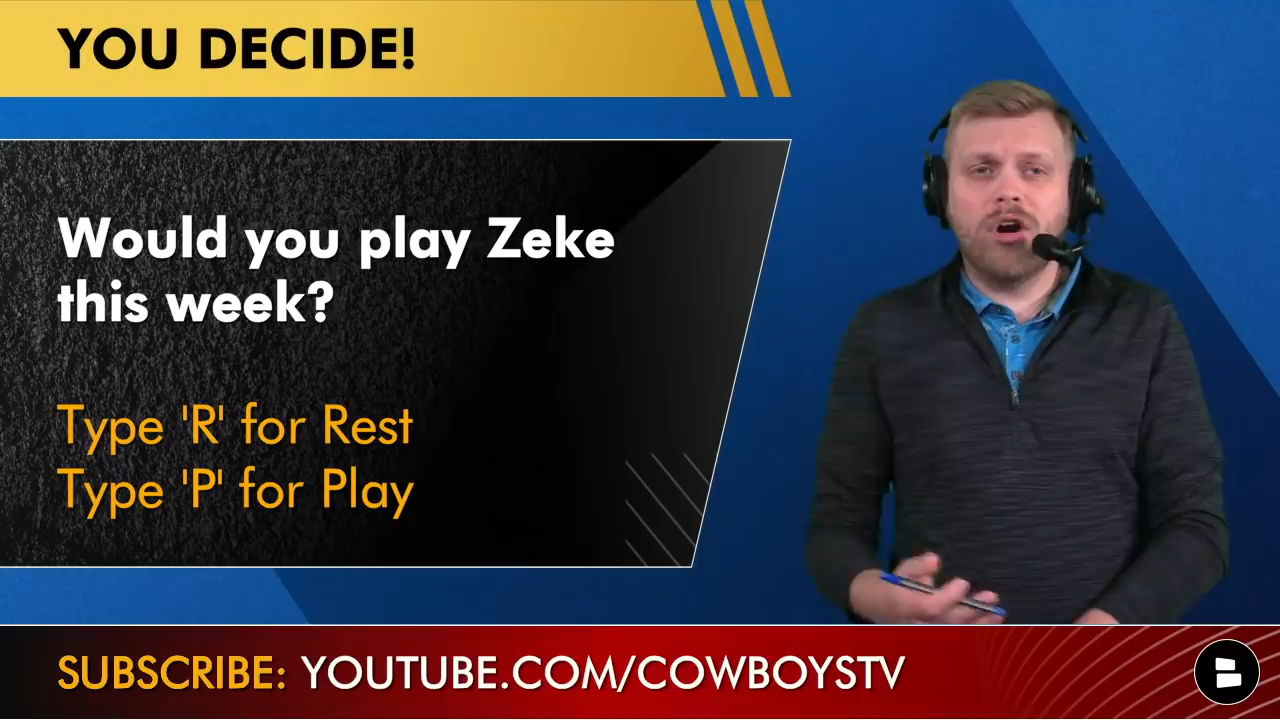 YOU DECIDE!
Would you play Zeke
this week?
Type 'R' for Rest
Type 'P' for Play
SUBSCRIBE: YOUTUBE.COM/COWBOYSTV